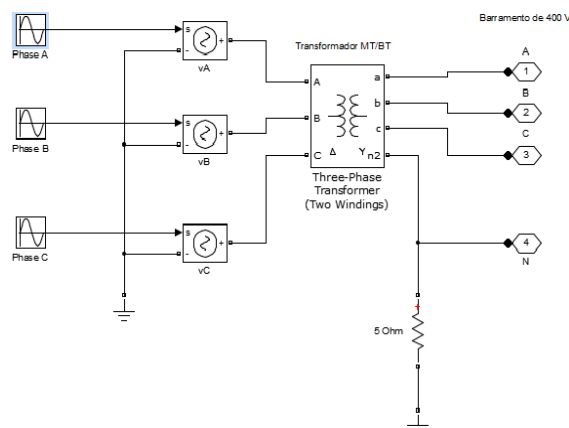 Barramento de 400 V
Phase A
s
-
+
vA
Transformador MT/BT
A
B
C
Δ
Y
a
b
c
n2
Three-Phase
Transformer
(Two Windings)
A
1
B
2
C
3
4
N
Phase B
s
-
+
vB
Phase C
s
-
+
vC
+
5 Ohm